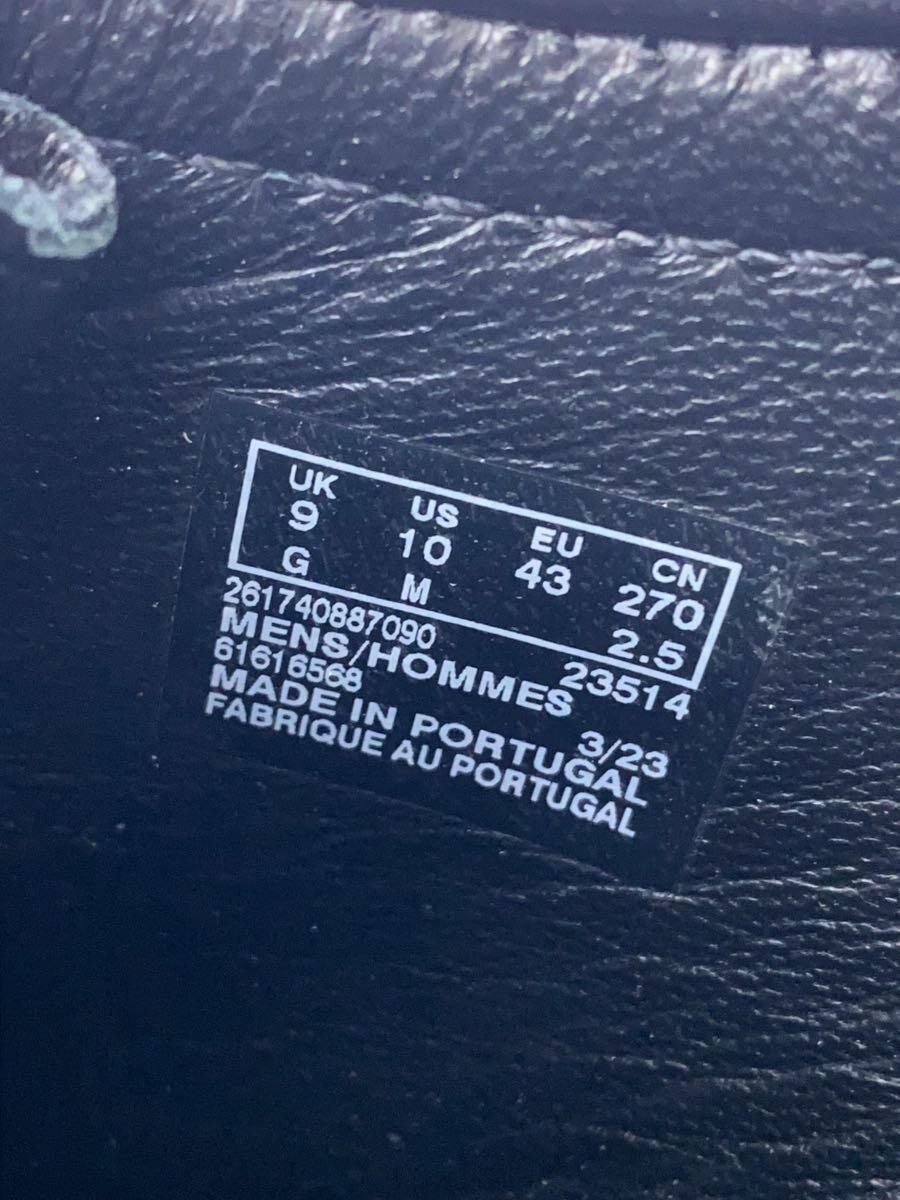 UK US EU CN
9 10 43 270
G M 2.5
261740887090 23514
MENS/HOMMES
61616568 3/23
MADE IN PORTUGAL
FABRIQUE AU PORTUGAL